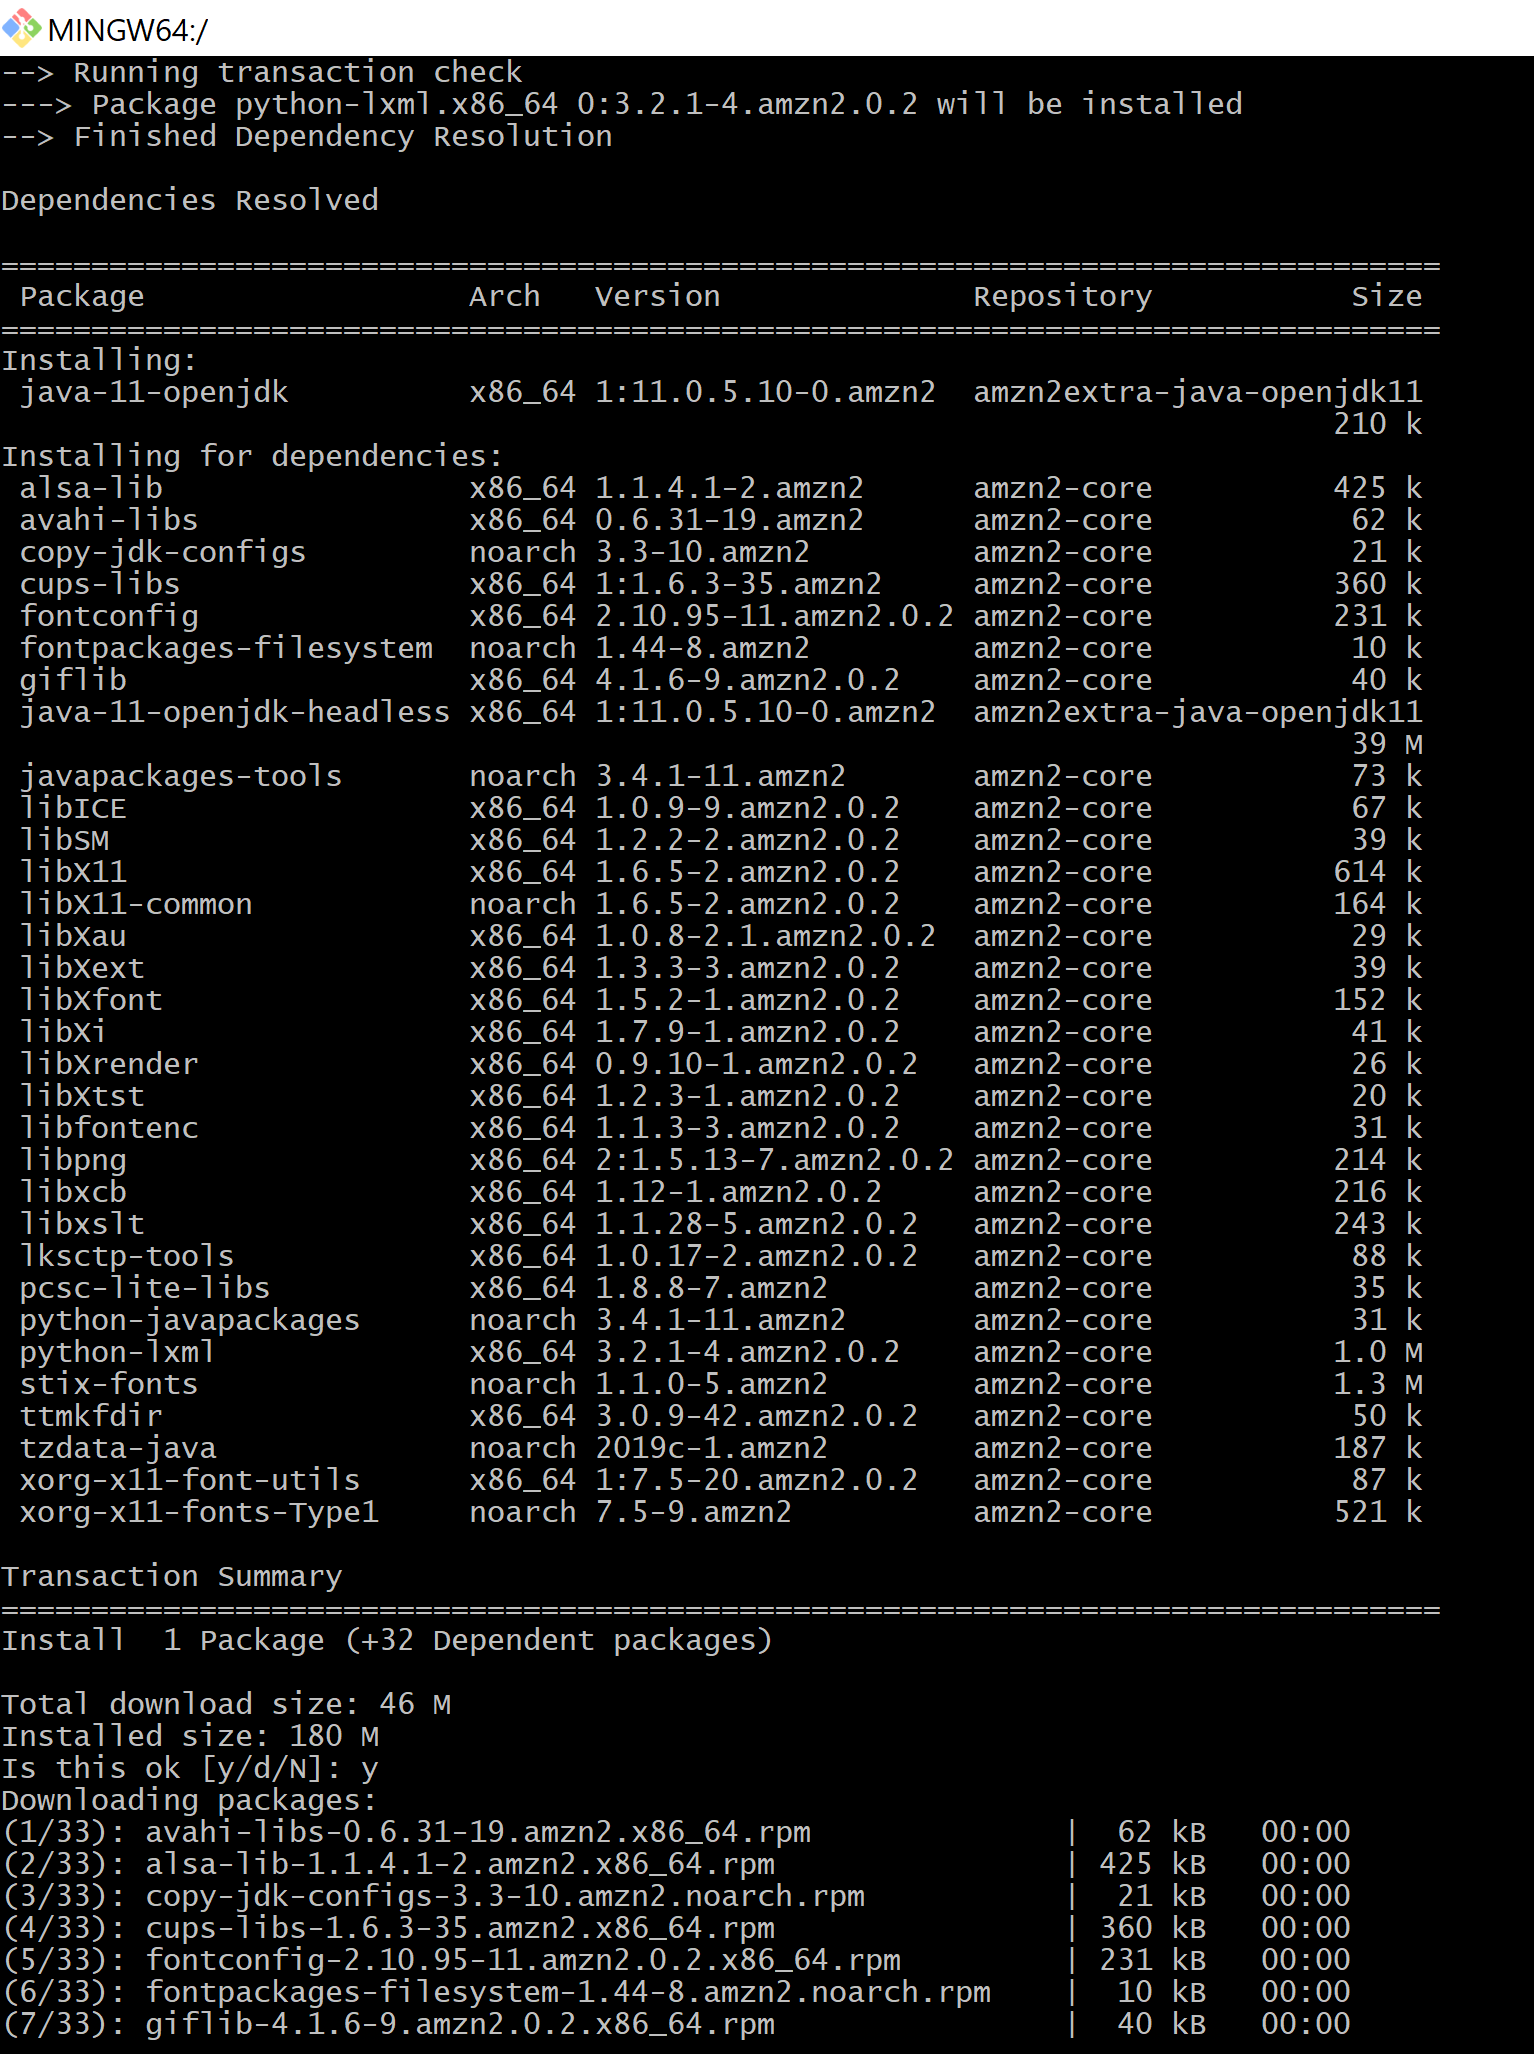 MINGW64:/
--> Running transaction check
---> Package python-lxml.x86_64 0:3.2.1-4.amzn2.0.2 will be installed
--> Finished Dependency Resolution
Dependencies Resolved
================================================================================
 Package                  Arch   Version              Repository           Size
================================================================================
Installing:
 java-11-openjdk          x86_64 1:11.0.5.10-0.amzn2  amzn2extra-java-openjdk11
                                                                          210 k
Installing for dependencies:
 alsa-lib                 x86_64 1.1.4.1-2.amzn2      amzn2-core          425 k
 avahi-libs               x86_64 0.6.31-19.amzn2      amzn2-core           62 k
 copy-jdk-configs         noarch 3.3-10.amzn2         amzn2-core           21 k
 cups-libs                x86_64 1:1.6.3-35.amzn2     amzn2-core          360 k
 fontconfig               x86_64 2.10.95-11.amzn2.0.2 amzn2-core          231 k
 fontpackages-filesystem  noarch 1.44-8.amzn2         amzn2-core           10 k
 giflib                   x86_64 4.1.6-9.amzn2.0.2    amzn2-core           40 k
 java-11-openjdk-headless x86_64 1:11.0.5.10-0.amzn2  amzn2extra-java-openjdk11
                                                                           39 M
 javapackages-tools       noarch 3.4.1-11.amzn2       amzn2-core           73 k
 libICE                   x86_64 1.0.9-9.amzn2.0.2    amzn2-core           67 k
 libSM                    x86_64 1.2.2-2.amzn2.0.2    amzn2-core           39 k
 libX11                   x86_64 1.6.5-2.amzn2.0.2    amzn2-core          614 k
 libX11-common            noarch 1.6.5-2.amzn2.0.2    amzn2-core          164 k
 libXau                   x86_64 1.0.8-2.1.amzn2.0.2  amzn2-core           29 k
 libXext                  x86_64 1.3.3-3.amzn2.0.2    amzn2-core           39 k
 libXfont                 x86_64 1.5.2-1.amzn2.0.2    amzn2-core          152 k
 libXi                    x86_64 1.7.9-1.amzn2.0.2    amzn2-core           41 k
 libXrender               x86_64 0.9.10-1.amzn2.0.2   amzn2-core           26 k
 libXtst                  x86_64 1.2.3-1.amzn2.0.2    amzn2-core           20 k
 libfontenc               x86_64 1.1.3-3.amzn2.0.2    amzn2-core           31 k
 libpng                   x86_64 2:1.5.13-7.amzn2.0.2 amzn2-core          214 k
 libxcb                   x86_64 1.12-1.amzn2.0.2     amzn2-core          216 k
 libxslt                  x86_64 1.1.28-5.amzn2.0.2   amzn2-core          243 k
 lksctp-tools             x86_64 1.0.17-2.amzn2.0.2   amzn2-core           88 k
 pcsc-lite-libs           x86_64 1.8.8-7.amzn2        amzn2-core           35 k
 python-javapackages      noarch 3.4.1-11.amzn2       amzn2-core           31 k
 python-lxml              x86_64 3.2.1-4.amzn2.0.2    amzn2-core          1.0 M
 stix-fonts               noarch 1.1.0-5.amzn2        amzn2-core          1.3 M
 ttmkfdir                 x86_64 3.0.9-42.amzn2.0.2   amzn2-core           50 k
 tzdata-java              noarch 2019c-1.amzn2        amzn2-core          187 k
 xorg-x11-font-utils      x86_64 1:7.5-20.amzn2.0.2   amzn2-core           87 k
 xorg-x11-fonts-Type1     noarch 7.5-9.amzn2          amzn2-core          521 k
Transaction Summary
================================================================================
Install  1 Package (+32 Dependent packages)
Total download size: 46 M
Installed size: 180 M
Is this ok [y/d/N]: y
Downloading packages:
(1/33): avahi-libs-0.6.31-19.amzn2.x86_64.rpm              |  62 kB   00:00
(2/33): alsa-lib-1.1.4.1-2.amzn2.x86_64.rpm                | 425 kB   00:00
(3/33): copy-jdk-configs-3.3-10.amzn2.noarch.rpm           |  21 kB   00:00
(4/33): cups-libs-1.6.3-35.amzn2.x86_64.rpm                | 360 kB   00:00
(5/33): fontconfig-2.10.95-11.amzn2.0.2.x86_64.rpm         | 231 kB   00:00
(6/33): fontpackages-filesystem-1.44-8.amzn2.noarch.rpm    |  10 kB   00:00
(7/33): giflib-4.1.6-9.amzn2.0.2.x86_64.rpm                |  40 kB   00:00